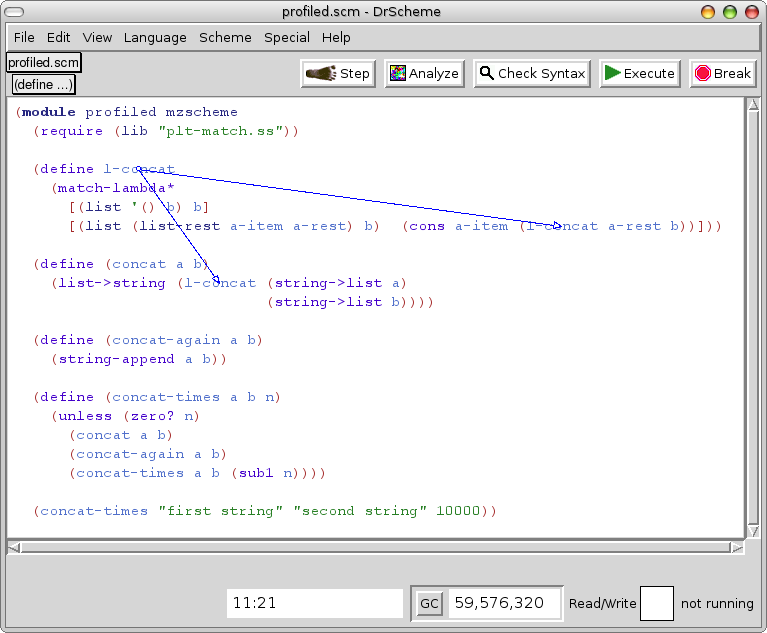 profiled.scm - DrScheme
File Edit View Language Scheme Special Help
profiled.scm
(define ...)
Step Analyze Check Syntax Execute Break
(module profiled mzscheme
  (require (lib "plt-match.ss"))

  (define l-concat
    (match-lambda*
      [(list '() b) b]
      [(list (list-rest a-item a-rest) b)  (cons a-item (l-concat a-rest b))]))

  (define (concat a b)
    (list->string (l-concat (string->list a)
                            (string->list b))))

  (define (concat-again a b)
    (string-append a b))

  (define (concat-times a b n)
    (unless (zero? n)
      (concat a b)
      (concat-again a b)
      (concat-times a b (sub1 n))))

  (concat-times "first string" "second string" 10000))
11:21 GC 59,576,320 Read/Write not running